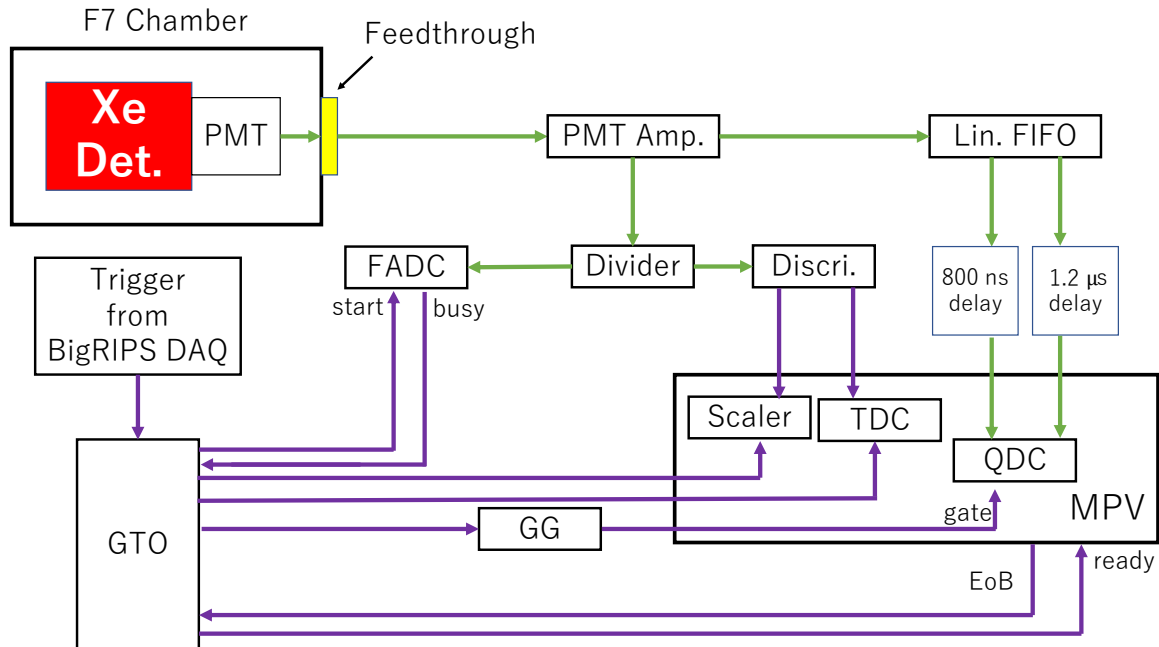 F7 Chamber
Feedthrough
Xe
Det.
PMT
PMT Amp.
Lin. FIFO
FADC
Divider
Discri.
800 ns
delay
1.2 μs
delay
start
busy
Trigger
from
BigRIPS DAQ
Scaler
TDC
QDC
MPV
gate
GG
GTO
EoB
ready